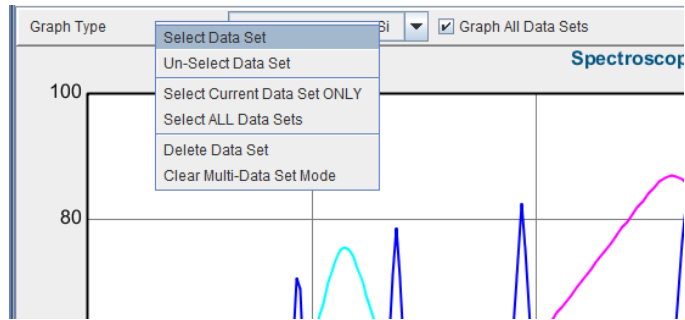 Graph Type
Si
Graph All Data Sets
Select Data Set
Un-Select Data Set
Select Current Data Set ONLY
Select ALL Data Sets
Delete Data Set
Clear Multi-Data Set Mode
100
80